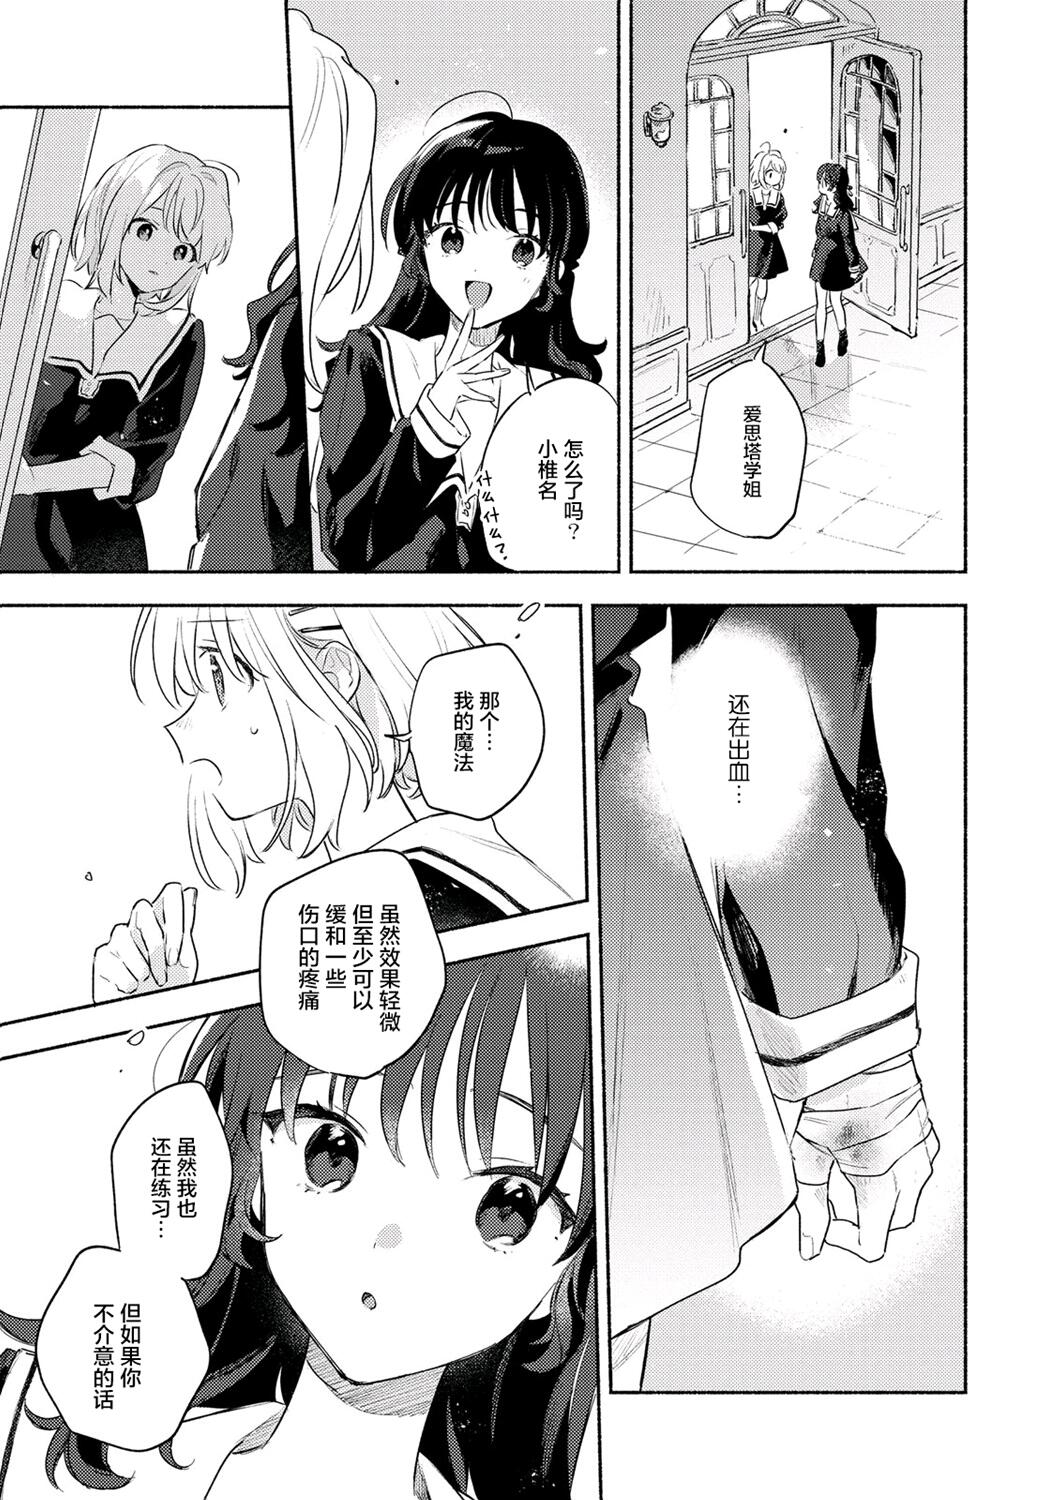 爱思塔学姐
怎么了吗？
小椎名
什么什么？
还在出血…
那个…
我的魔法
虽然效果轻微
但至少可以
缓和一些
伤口的疼痛
虽然我也
还在练习…
但如果你
不介意的话